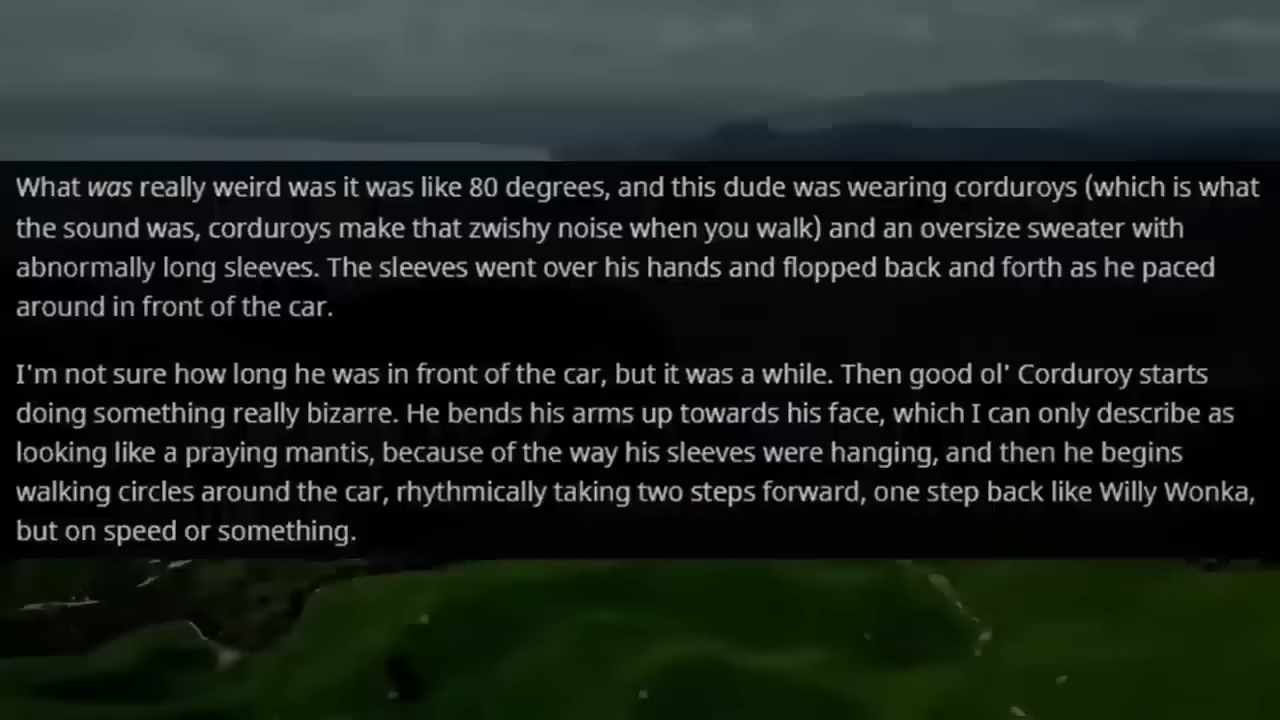 What was really weird was it was like 80 degrees, and this dude was wearing corduroys (which is what
the sound was, corduroys make that zwishy noise when you walk) and an oversize sweater with
abnormally long sleeves. The sleeves went over his hands and flopped back and forth as he paced
around in front of the car.
I'm not sure how long he was in front of the car, but it was a while. Then good ol' Corduroy starts
doing something really bizarre. He bends his arms up towards his face, which I can only describe as
looking like a praying mantis, because of the way his sleeves were hanging, and then he begins
walking circles around the car, rhythmically taking two steps forward, one step back like Willy Wonka,
but on speed or something.